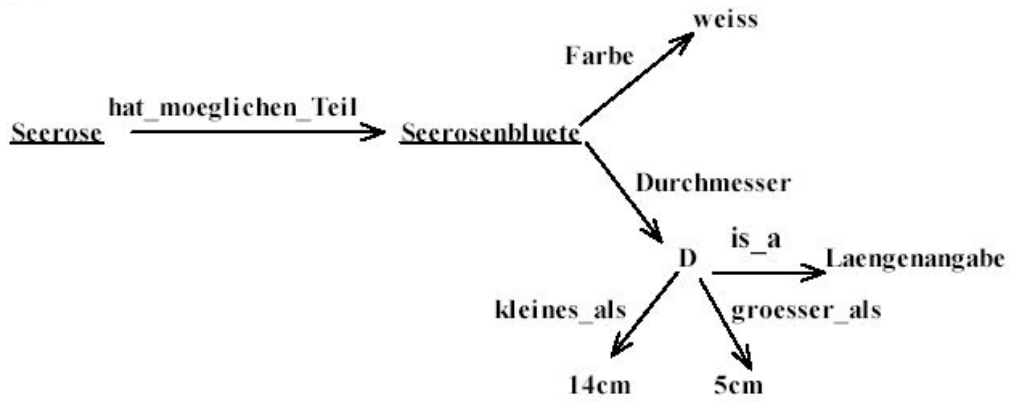 weiss
Farbe
hat_moeglichen_Teil
Seerose
Seerosenbluete
Durchmesser
D
is_a
Laengenangabe
kleines_als
groesser_als
14cm
5cm